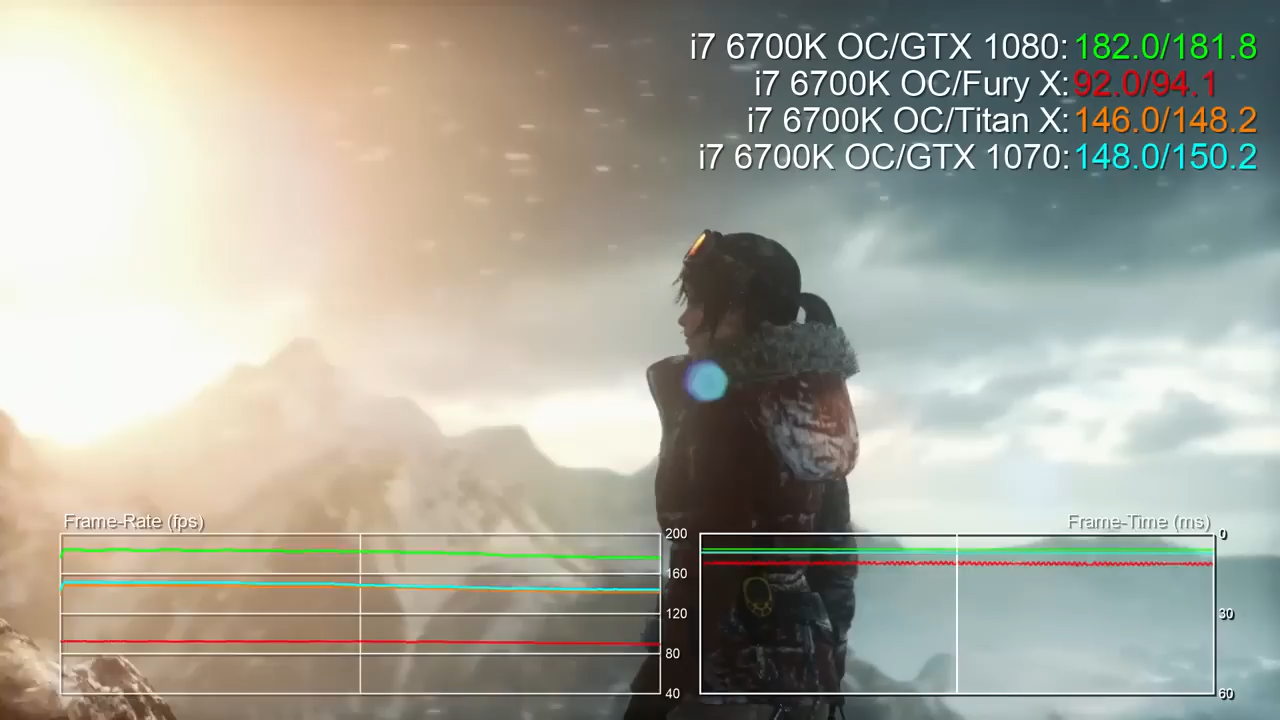 i7 6700K OC/GTX 1080: 182.0/181.8
i7 6700K OC/Fury X: 92.0/94.1
i7 6700K OC/Titan X: 146.0/148.2
i7 6700K OC/GTX 1070: 148.0/150.2
Frame-Rate (fps)
200
160
120
80
40
Frame-Time (ms)
0
30
60